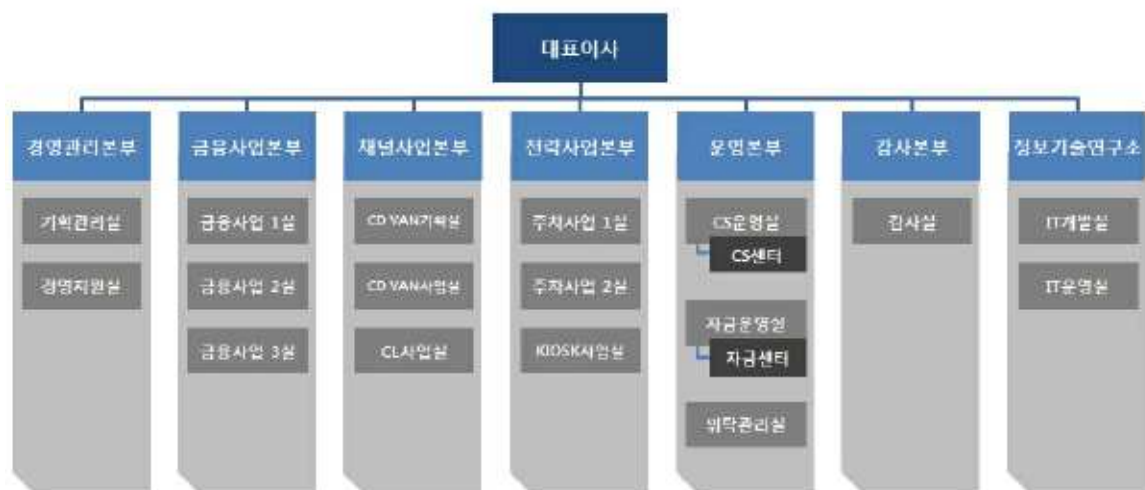 대표이사
경영관리본부
금융사업본부
채널사업본부
전략사업본부
운영본부
감사본부
정보기술연구소
기획관리실
경영지원실
금융사업 1실
금융사업 2실
금융사업 3실
CD VAN기획실
CD VAN사업실
CL사업실
주차사업 1실
주차사업 2실
KIOSK사업실
CS운영실
CS센터
자금운영실
자금센터
위탁관리실
감사실
IT개발실
IT운영실